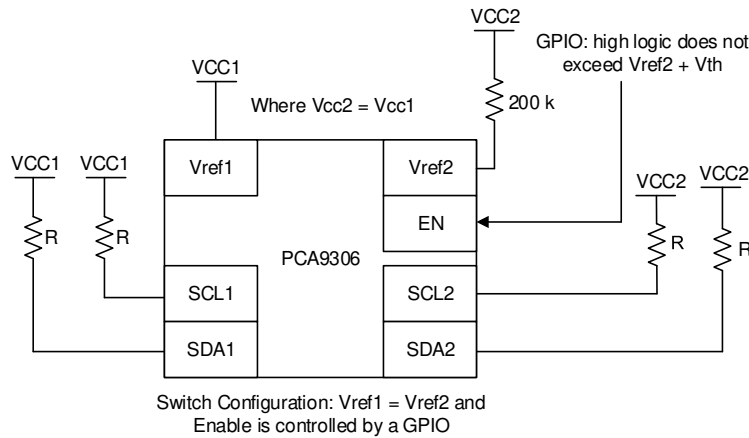 VCC2
GPIO: high logic does not
exceed Vref2 + Vth
VCC1
Where Vcc2 = Vcc1
200 k
VCC1
VCC1
Vref1
Vref2
VCC2
VCC2
EN
R
R
PCA9306
R
R
SCL1
SCL2
SDA1
SDA2
Switch Configuration: Vref1 = Vref2 and
Enable is controlled by a GPIO